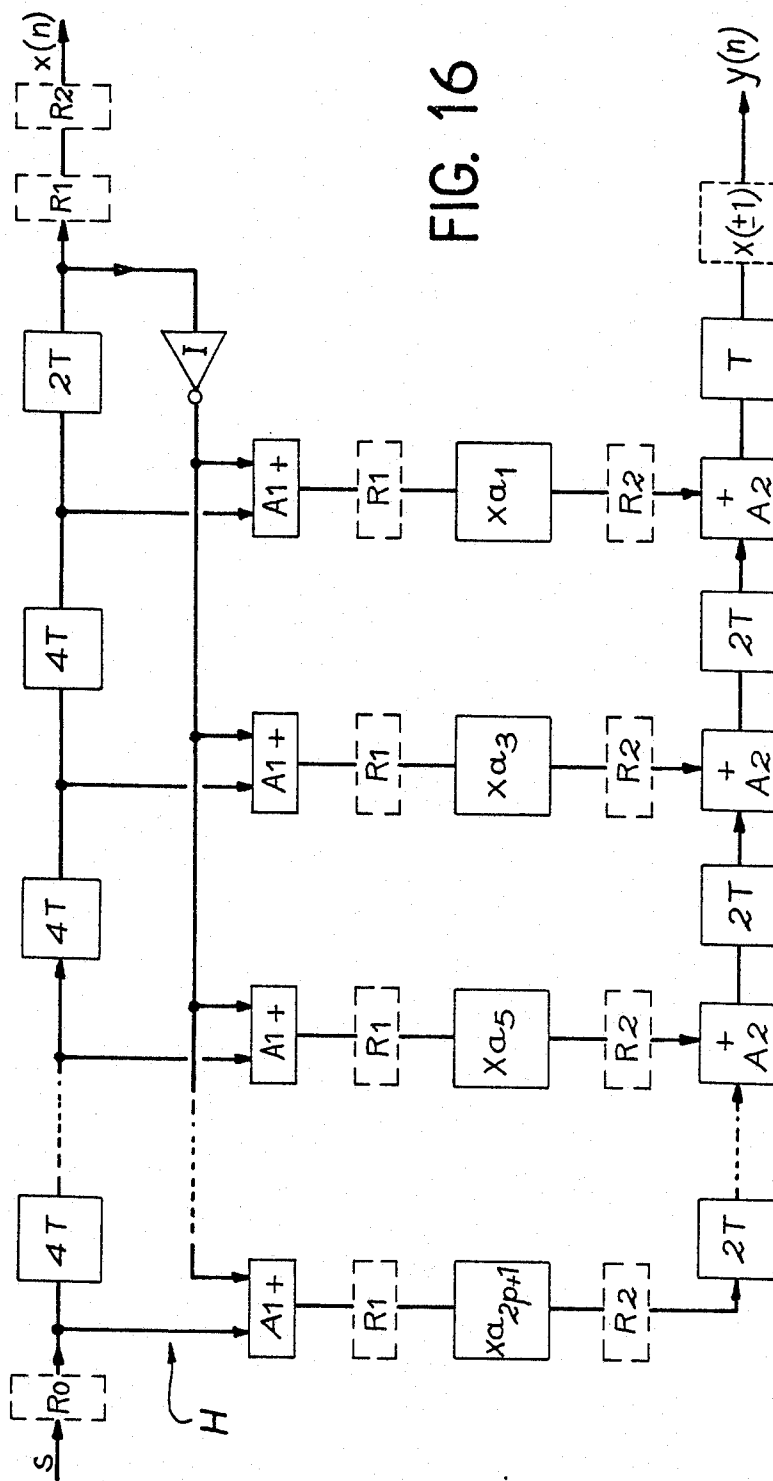 S
R0
4T
4T
4T
2T
R1
R2
x(n)
H
I
A1 +
A1 +
A1 +
A1 +
R1
R1
R1
R1
xa2p+1
xa5
xa3
xa1
R2
R2
R2
R2
2T
+
A2
2T
+
A2
2T
+
A2
T
x(±1)
y(n)
FIG. 16